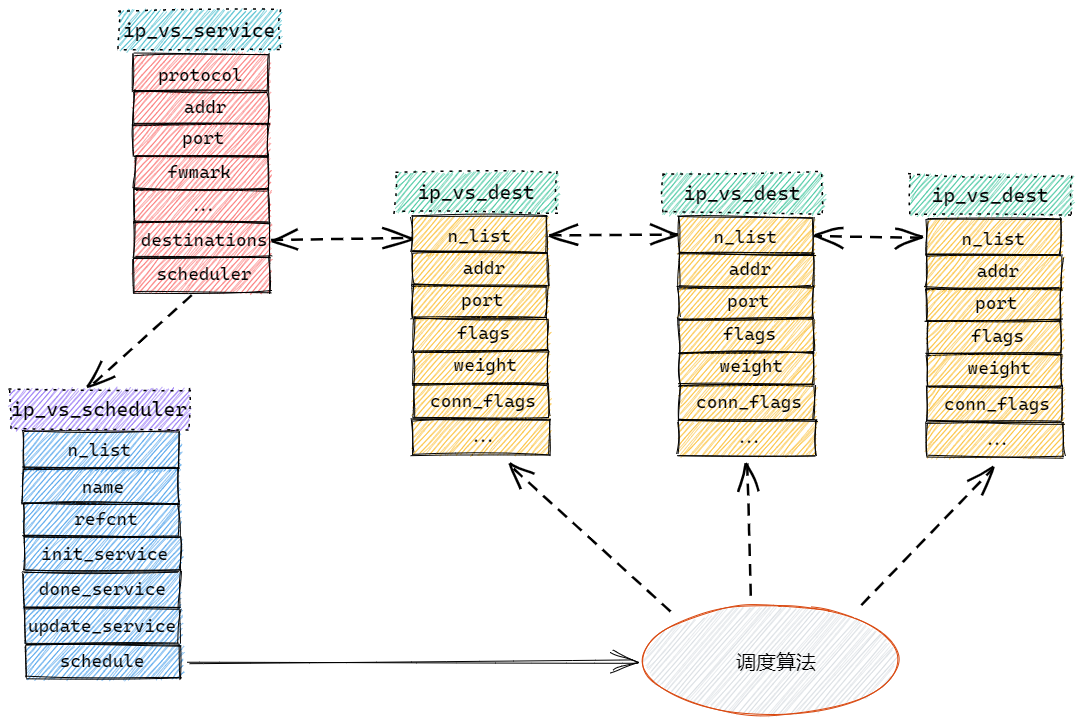 ip_vs_service
protocol
addr
port
fwmark
...
destinations
scheduler
ip_vs_dest
n_list
addr
port
flags
weight
conn_flags
...
ip_vs_dest
n_list
addr
port
flags
weight
conn_flags
...
ip_vs_dest
n_list
addr
port
flags
weight
conn_flags
...
ip_vs_scheduler
n_list
name
refcnt
init_service
done_service
update_service
schedule
调度算法